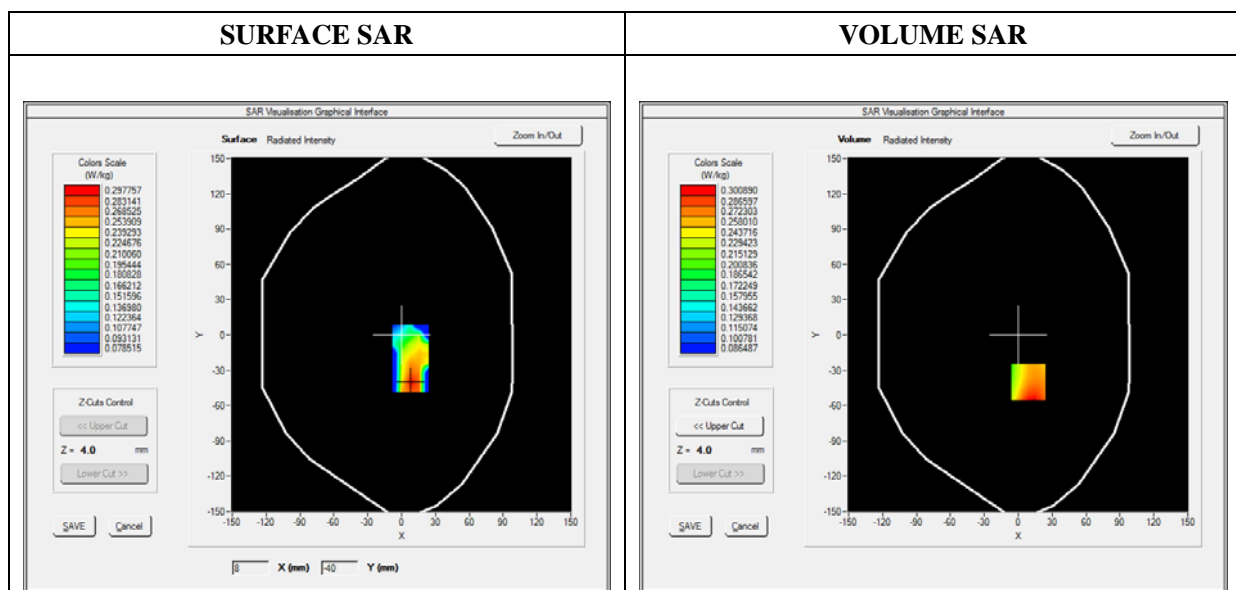 SURFACE SAR
VOLUME SAR
SAR Visualisation Graphical Interface
Surface Radiated Intensity
Zoom In/Out
Colors Scale
(W/kg)
0.297757
0.283141
0.268525
0.253909
0.239293
0.224676
0.210060
0.195444
0.180828
0.166212
0.151596
0.136980
0.122364
0.107747
0.093131
0.078515
Z-Cuts Control
<< Upper Cut
Z = 4.0 mm
Lower Cut >>
SAVE Cancel
150
120
90
60
30
0
-30
-60
-90
-120
-150
Y
-150 -120 -90 -60 -30 0 30 60 90 120 150
X
8 X (mm) -40 Y (mm)
SAR Visualisation Graphical Interface
Volume Radiated Intensity
Zoom In/Out
Colors Scale
(W/kg)
0.300890
0.286597
0.272303
0.258010
0.243716
0.229423
0.215129
0.200836
0.186542
0.172249
0.157955
0.143662
0.129368
0.115074
0.100781
0.086487
Z-Cuts Control
<< Upper Cut
Z = 4.0 mm
Lower Cut >>
SAVE Cancel
150
120
90
60
30
0
-30
-60
-90
-120
-150
Y
-150 -120 -90 -60 -30 0 30 60 90 120 150
X